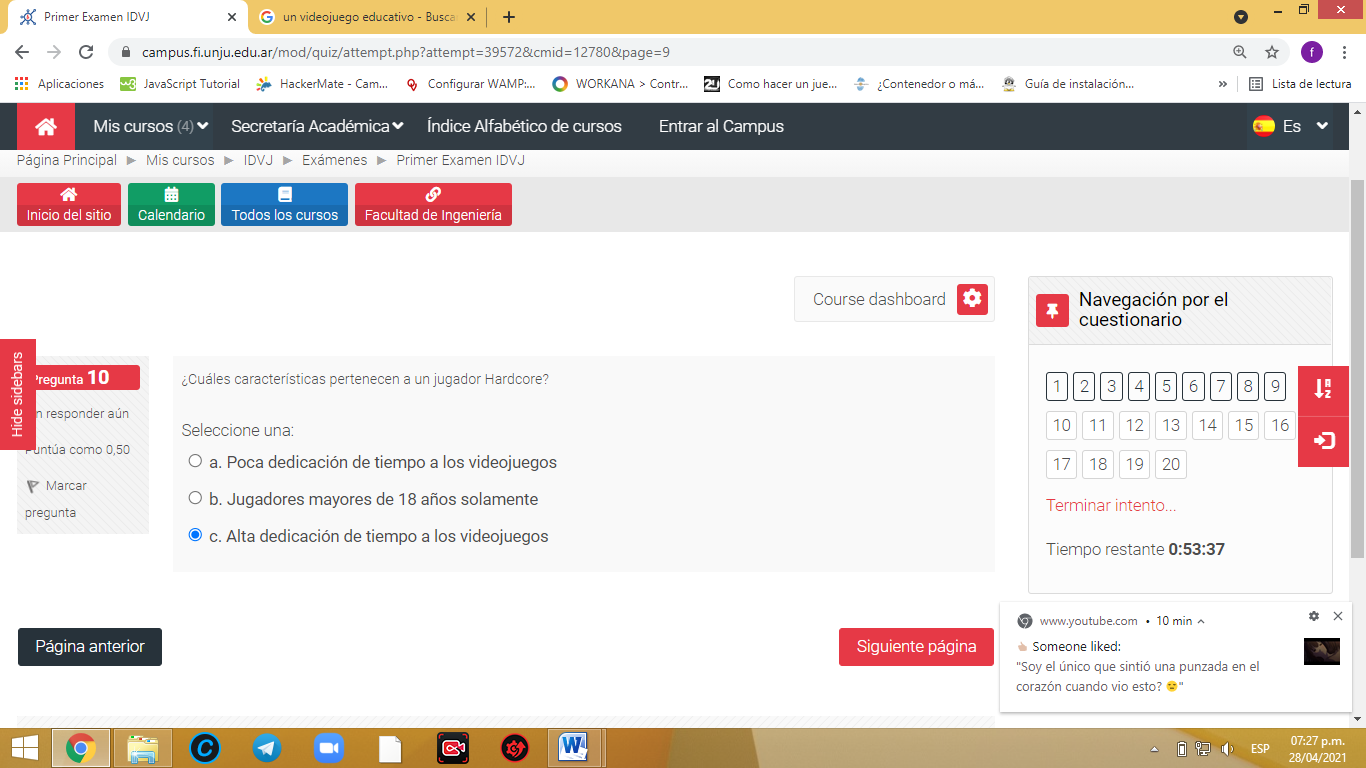 Primer Examen IDVJ
un videojuego educativo - Busca
campus.fi.unju.edu.ar/mod/quiz/attempt.php?attempt=39572&cmid=12780&page=9
f
Aplicaciones
JavaScript Tutorial
HackerMate - Cam...
Configurar WAMP:...
WORKANA > Contr...
Como hacer un jue...
¿Contenedor o má...
Guía de instalación...
»
Lista de lectura
Mis cursos (4)
Secretaría Académica
Índice Alfabético de cursos
Entrar al Campus
Es
Página Principal ► Mis cursos ► IDVJ ► Exámenes ► Primer Examen IDVJ
Inicio del sitio
Calendario
Todos los cursos
Facultad de Ingeniería
Course dashboard
Hide sidebars
Pregunta 10
n responder aún
Puntúa como 0,50
Marcar
pregunta
¿Cuáles características pertenecen a un jugador Hardcore?
Seleccione una:
a. Poca dedicación de tiempo a los videojuegos
b. Jugadores mayores de 18 años solamente
c. Alta dedicación de tiempo a los videojuegos
Página anterior
Siguiente página
Navegación por el
cuestionario
1 2 3 4 5 6 7 8 9
10 11 12 13 14 15 16
17 18 19 20
Terminar intento...
Tiempo restante 0:53:37
www.youtube.com • 10 min
Someone liked:
"Soy el único que sintió una punzada en el
corazón cuando vio esto? 😔"
ESP
07:27 p.m.
28/04/2021